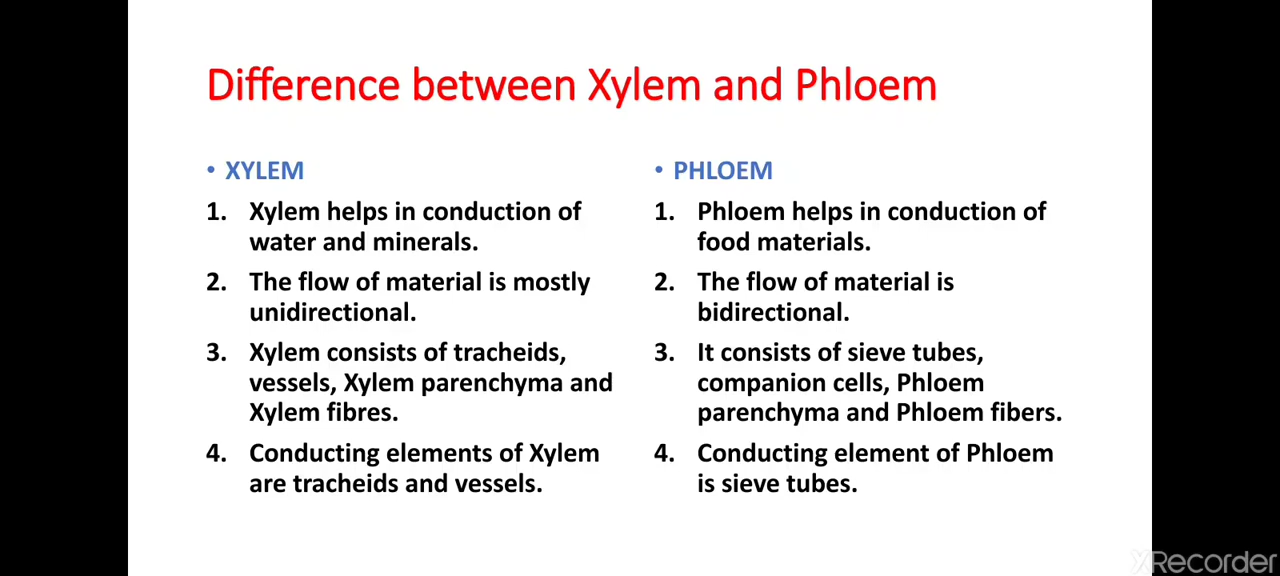 Difference between Xylem and Phloem
• XYLEM
1. Xylem helps in conduction of
water and minerals.
2. The flow of material is mostly
unidirectional.
3. Xylem consists of tracheids,
vessels, Xylem parenchyma and
Xylem fibres.
4. Conducting elements of Xylem
are tracheids and vessels.
• PHLOEM
1. Phloem helps in conduction of
food materials.
2. The flow of material is
bidirectional.
3. It consists of sieve tubes,
companion cells, Phloem
parenchyma and Phloem fibers.
4. Conducting element of Phloem
is sieve tubes.
XRecorder